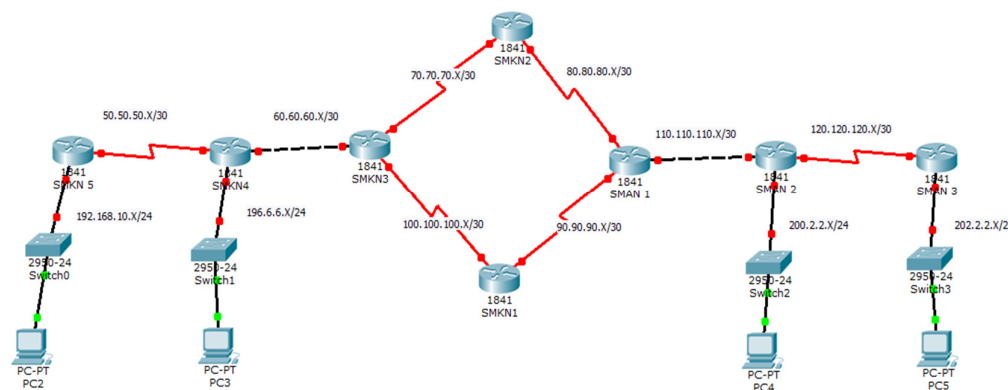 1841
SMKN2
70.70.70.X/30
80.80.80.X/30
50.50.50.X/30
60.60.60.X/30
110.110.110.X/30
120.120.120.X/30
1841
SMKN 5
1841
SMKN4
1841
SMKN3
1841
SMAN 1
1841
SMAN 2
1841
SMAN 3
192.168.10.X/24
196.6.6.X/24
100.100.100.X/30
90.90.90.X/30
200.2.2.X/24
202.2.2.X/2
2950-24
Switch0
2950-24
Switch1
1841
SMKN1
2950-24
Switch2
2950-24
Switch3
PC-PT
PC2
PC-PT
PC3
PC-PT
PC4
PC-PT
PC5